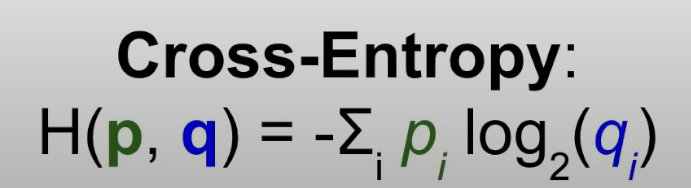 Cross-Entropy:
H(p, q) = -Σᵢ pᵢ log₂(qᵢ)